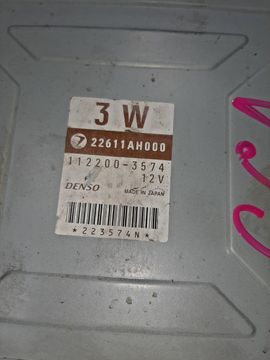 3 W
22611AH000
112200-3574
12V
DENSO
MADE IN JAPAN
*223574N*